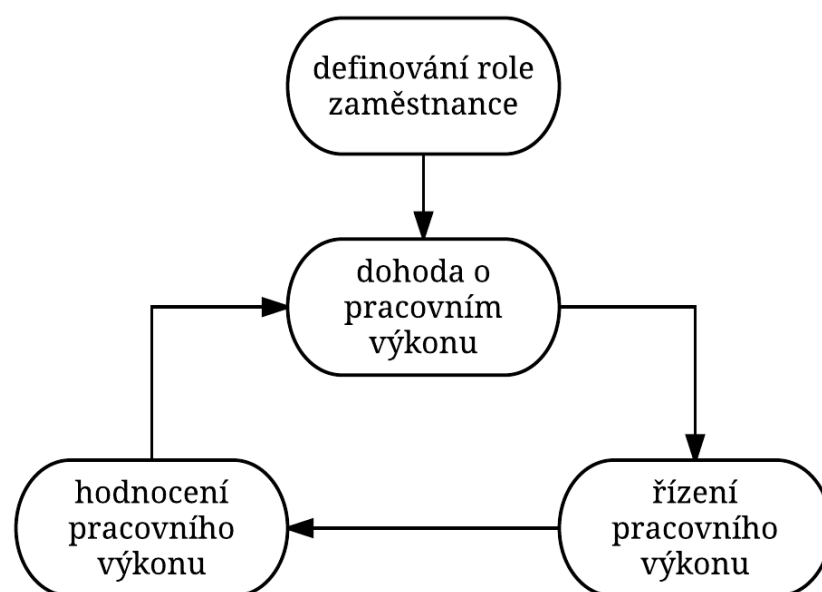 definování role
zaměstnance
dohoda o
pracovním
výkonu
hodnocení
pracovního
výkonu
řízení
pracovního
výkonu